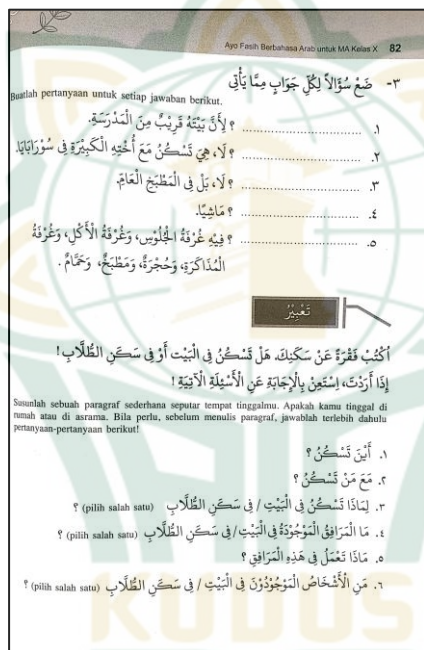 Ayo Fasih Berbahasa Arab untuk MA Kelas X 82
٣- ضَعْ سُؤَالاً لِكُلِّ جَوَابٍ مِمَّا يَأْتِي
Buatlah pertanyaan untuk setiap jawaban berikut.
١. .............................. ؟ لِأَنَّ بَيْتَهُ قَرِيْبٌ مِنَ الْمَدْرَسَةِ.
٢. .............................. ؟ لَا، هِيَ تَسْكُنُ مَعَ أُخْتِهِ الْكَبِيْرَةِ فِي سُوْرَابَايَا.
٣. .............................. ؟ لَا، بَلْ فِي الْمَطْبَخِ الْعَامِّ.
٤. .............................. ؟ مَاشِيًا.
٥. .............................. ؟ فِيْهِ غُرْفَةُ الْجُلُوْسِ، وَغُرْفَةُ الْأَكْلِ، وَغُرْفَةُ
الْمُذَاكَرَةِ، وَحُجْرَةٌ، وَمَطْبَخٌ، وَحَمَّامٌ.
تَعْبِيْرٌ
اُكْتُبْ فَقْرَةً عَنْ سَكَنِكَ. هَلْ تَسْكُنُ فِي الْبَيْتِ أَوْ فِي سَكَنِ الطُّلَّابِ !
إِذَا أَرَدْتَ، اِسْتَعِنْ بِالْإِجَابَةِ عَنِ الْأَسْئِلَةِ الْآتِيَةِ !
Susunlah sebuah paragraf sederhana seputar tempat tinggalmu. Apakah kamu tinggal di
rumah atau di asrama. Bila perlu, sebelum menulis paragraf, jawablah terlebih dahulu
pertanyaan-pertanyaan berikut!
١. أَيْنَ تَسْكُنُ ؟
٢. مَعَ مَنْ تَسْكُنُ ؟
٣. لِمَاذَا تَسْكُنُ فِي الْبَيْتِ / فِي سَكَنِ الطُّلَّابِ (pilih salah satu) ؟
٤. مَا الْمَرَافِقُ الْمَوْجُوْدَةُ فِي الْبَيْتِ / فِي سَكَنِ الطُّلَّابِ (pilih salah satu) ؟
٥. مَاذَا تَعْمَلُ فِي هَذِهِ الْمَرَافِقِ ؟
٦. مَنِ الْأَشْخَاصُ الْمَوْجُوْدُوْنَ فِي الْبَيْتِ / فِي سَكَنِ الطُّلَّابِ (pilih salah satu) ؟
KUDUS